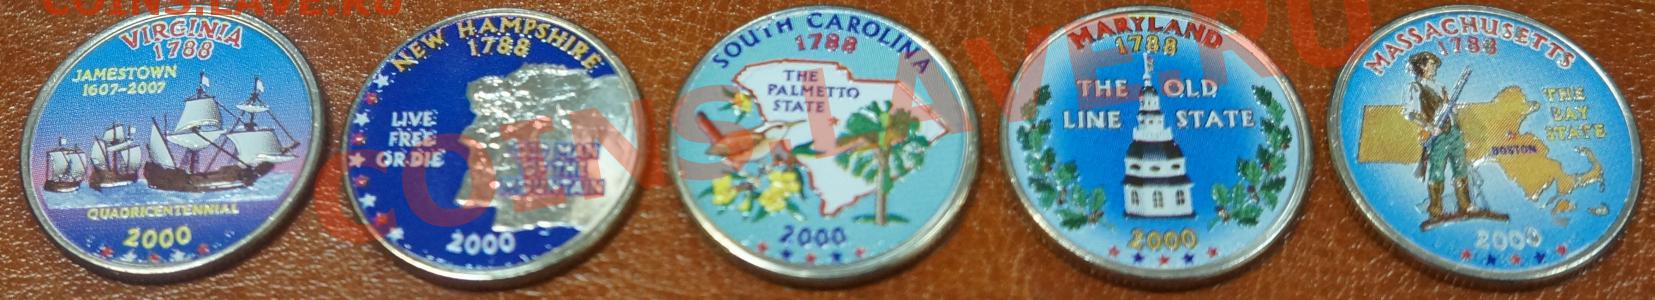 COINS.LAVE.RU
VIRGINIA
1788
JAMESTOWN
1607-2007
QUADRICENTENNIAL
2000
NEW HAMPSHIRE
1788
LIVE
FREE
OR DIE
OLD MAN
OF THE
MOUNTAIN
2000
SOUTH CAROLINA
1788
THE
PALMETTO
STATE
2000
MARYLAND
1788
THE OLD
LINE STATE
2000
MASSACHUSETTS
1788
THE
BAY
STATE
BOSTON
2000
COINS.LAVE.RU